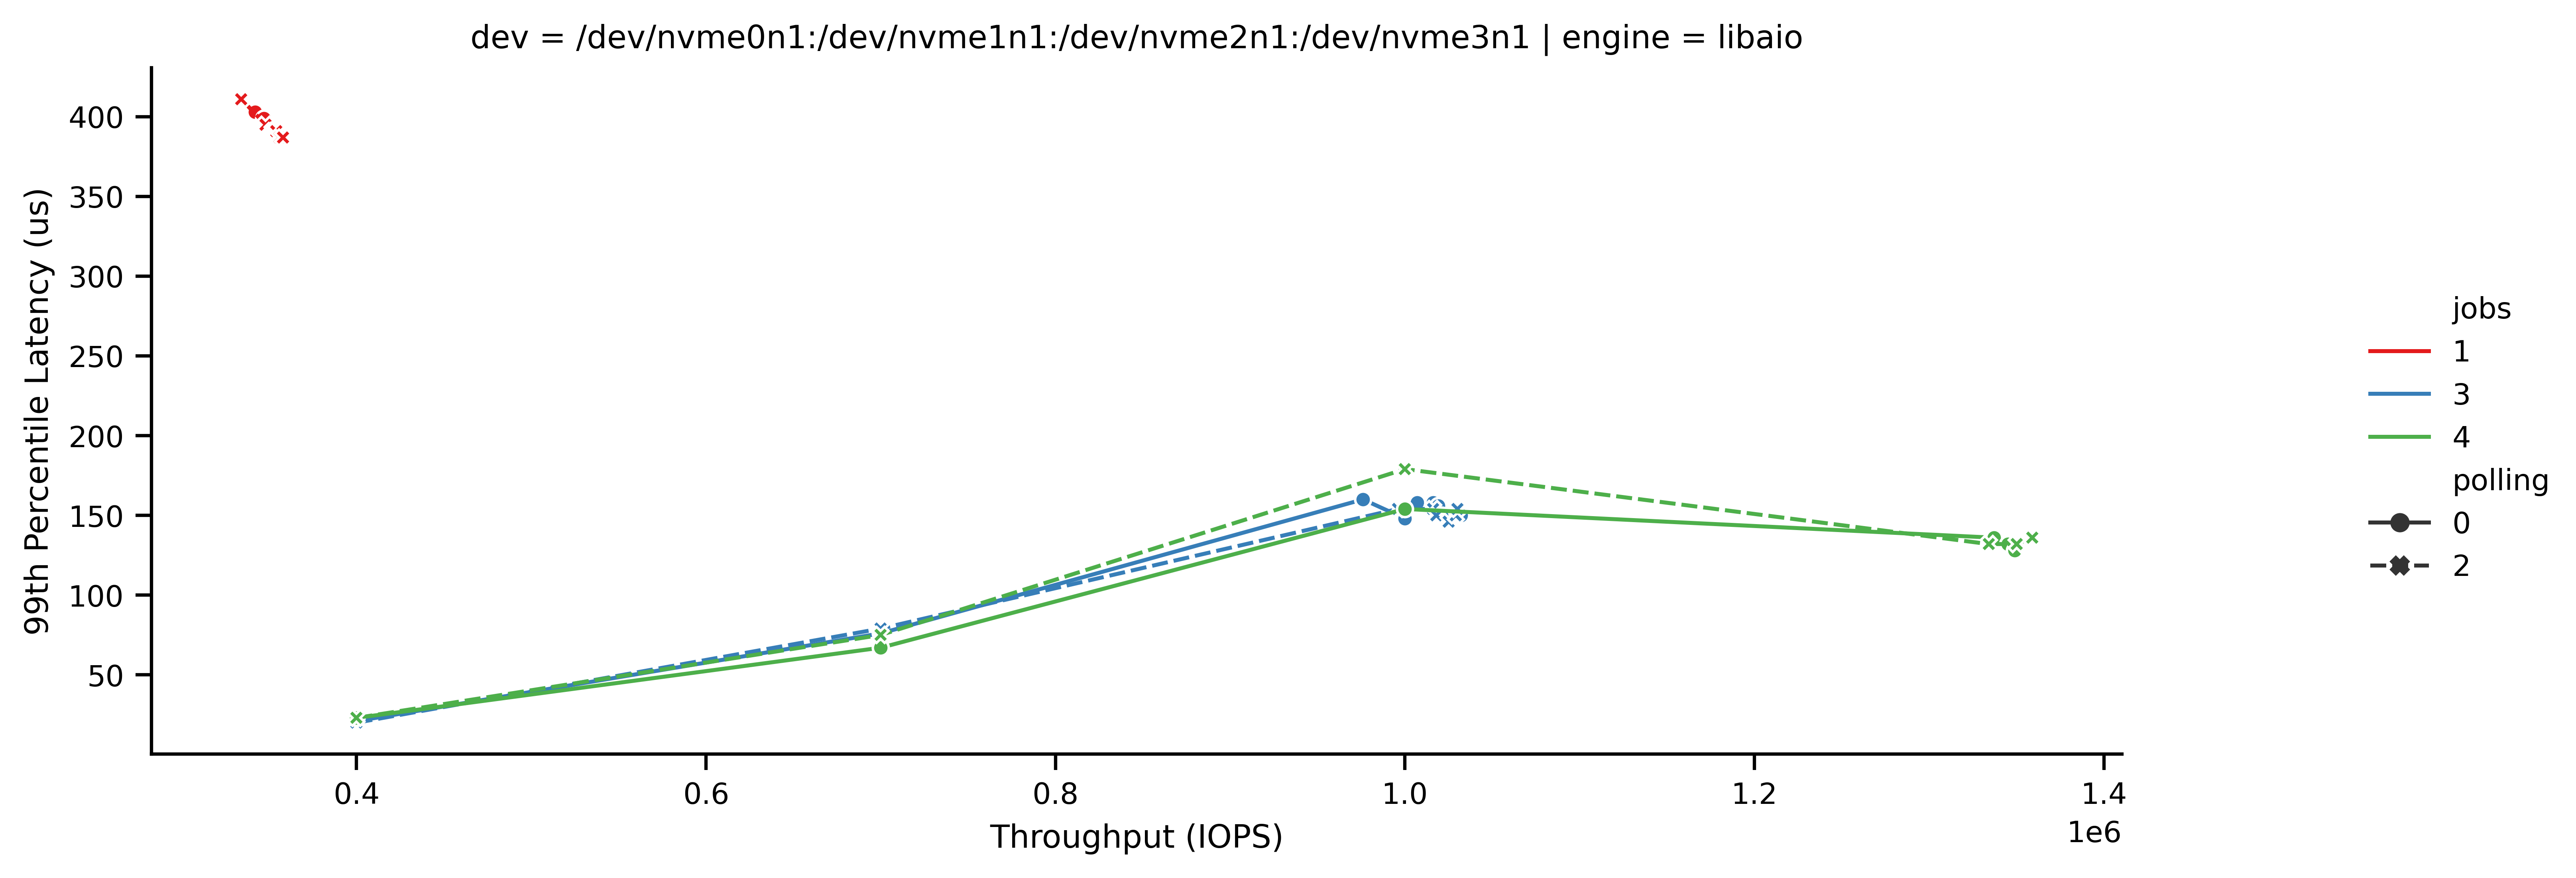 dev = /dev/nvme0n1:/dev/nvme1n1:/dev/nvme2n1:/dev/nvme3n1 | engine = libaio
99th Percentile Latency (us)
400
350
300
250
200
150
100
50
0.4 0.6 0.8 1.0 1.2 1.4
1e6
Throughput (IOPS)
jobs
1
3
4
polling
0
2